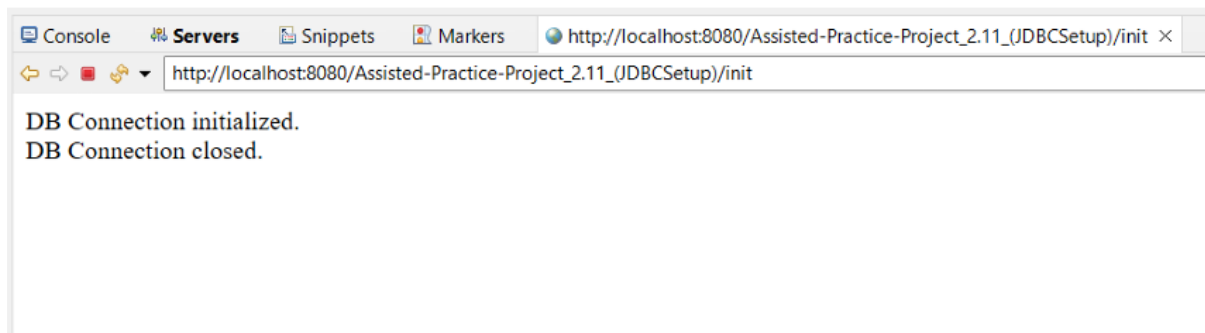 Console Servers Snippets Markers http://localhost:8080/Assisted-Practice-Project_2.11_(JDBCSetup)/init
http://localhost:8080/Assisted-Practice-Project_2.11_(JDBCSetup)/init
DB Connection initialized.
DB Connection closed.